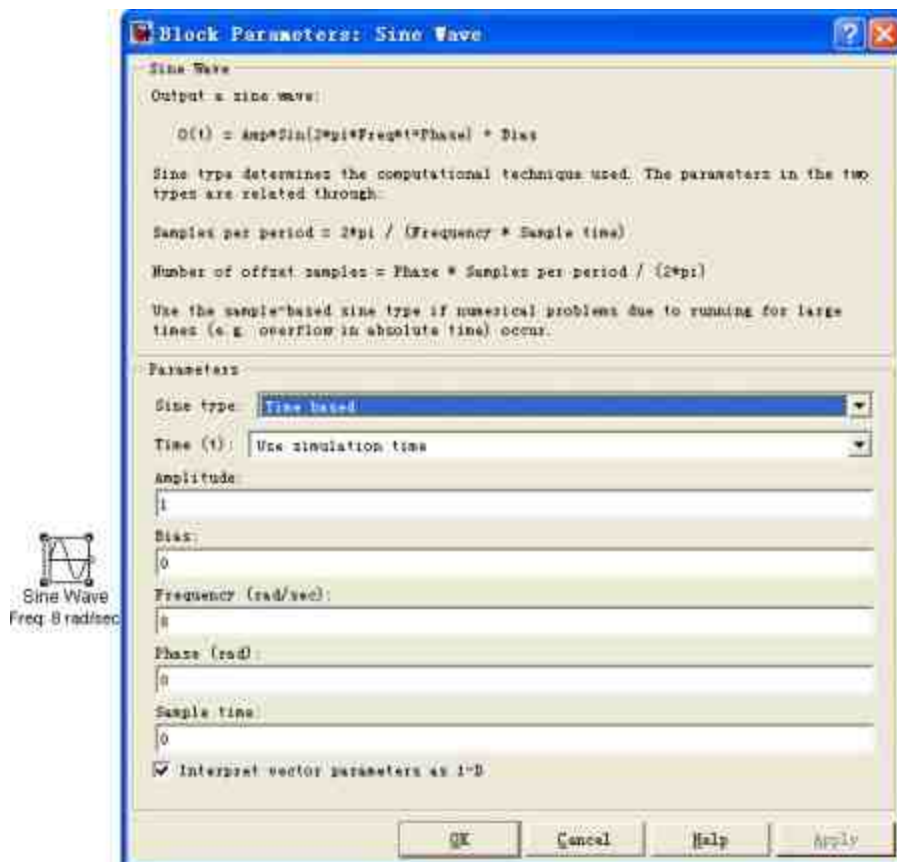 Block Parameters: Sine Wave
Sine Wave
Output a sine wave:
O(t) = Amp*Sin(2*pi*Freq*t+Phase) + Bias
Sine type determines the computational technique used. The parameters in the two
types are related through:
Samples per period = 2*pi / (Frequency * Sample time)
Number of offset samples = Phase * Samples per period / (2*pi)
Use the sample-based sine type if numerical problems due to running for large
times (e.g. overflow in absolute time) occur.
Parameters
Sine type: Time based
Time (t): Use simulation time
Amplitude:
1
Bias:
0
Frequency (rad/sec):
8
Phase (rad):
0
Sample time:
0
Interpret vector parameters as 1-D
OK Cancel Help Apply
Sine Wave
Freq: 8 rad/sec